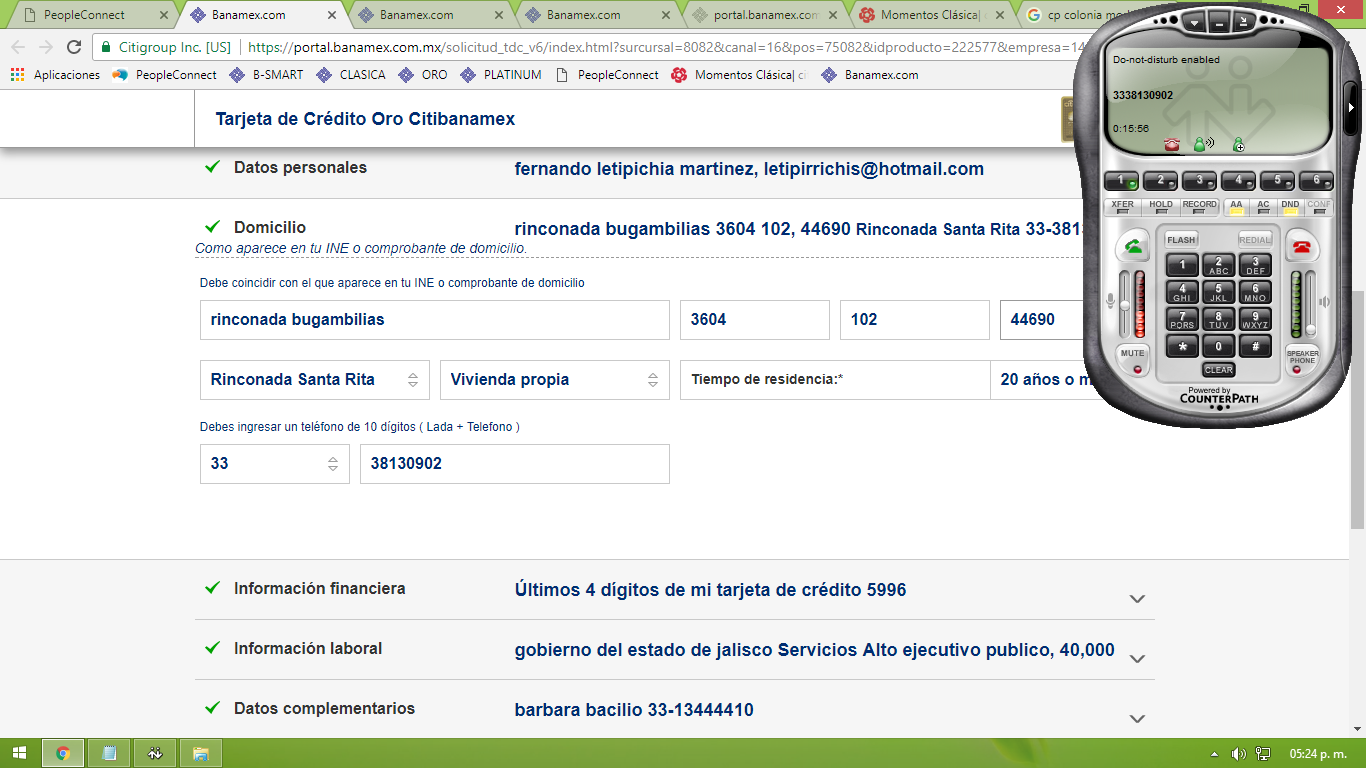 PeopleConnect
Banamex.com
Banamex.com
Banamex.com
portal.banamex.com
Momentos Clásica|
cp colonia
Citigroup Inc. [US] https://portal.banamex.com.mx/solicitud_tdc_v6/index.html?surcursal=8082&canal=16&pos=75082&idproducto=222577&empresa=14
Aplicaciones PeopleConnect B-SMART CLASICA ORO PLATINUM PeopleConnect Momentos Clásica| ci Banamex.com
Tarjeta de Crédito Oro Citibanamex
Datos personales fernando letipichia martinez, letipirrichis@hotmail.com
Domicilio rinconada bugambilias 3604 102, 44690 Rinconada Santa Rita 33-381
Como aparece en tu INE o comprobante de domicilio.
Debe coincidir con el que aparece en tu INE o comprobante de domicilio
rinconada bugambilias 3604 102 44690
Rinconada Santa Rita Vivienda propia Tiempo de residencia:* 20 años o m
Debes ingresar un teléfono de 10 dígitos ( Lada + Telefono )
33 38130902
Información financiera Últimos 4 dígitos de mi tarjeta de crédito 5996
Información laboral gobierno del estado de jalisco Servicios Alto ejecutivo publico, 40,000
Datos complementarios barbara bacilio 33-13444410
Do-not-disturb enabled
3338130902
0:15:56
1 2 3 4 5 6
XFER HOLD RECORD AA AC DND CONF
FLASH REDIAL
1 2 ABC 3 DEF
4 GHI 5 JKL 6 MNO
7 PQRS 8 TUV 9 WXYZ
* 0 #
MUTE
SPEAKER PHONE
CLEAR
Powered by
COUNTERPATH
05:24 p. m.